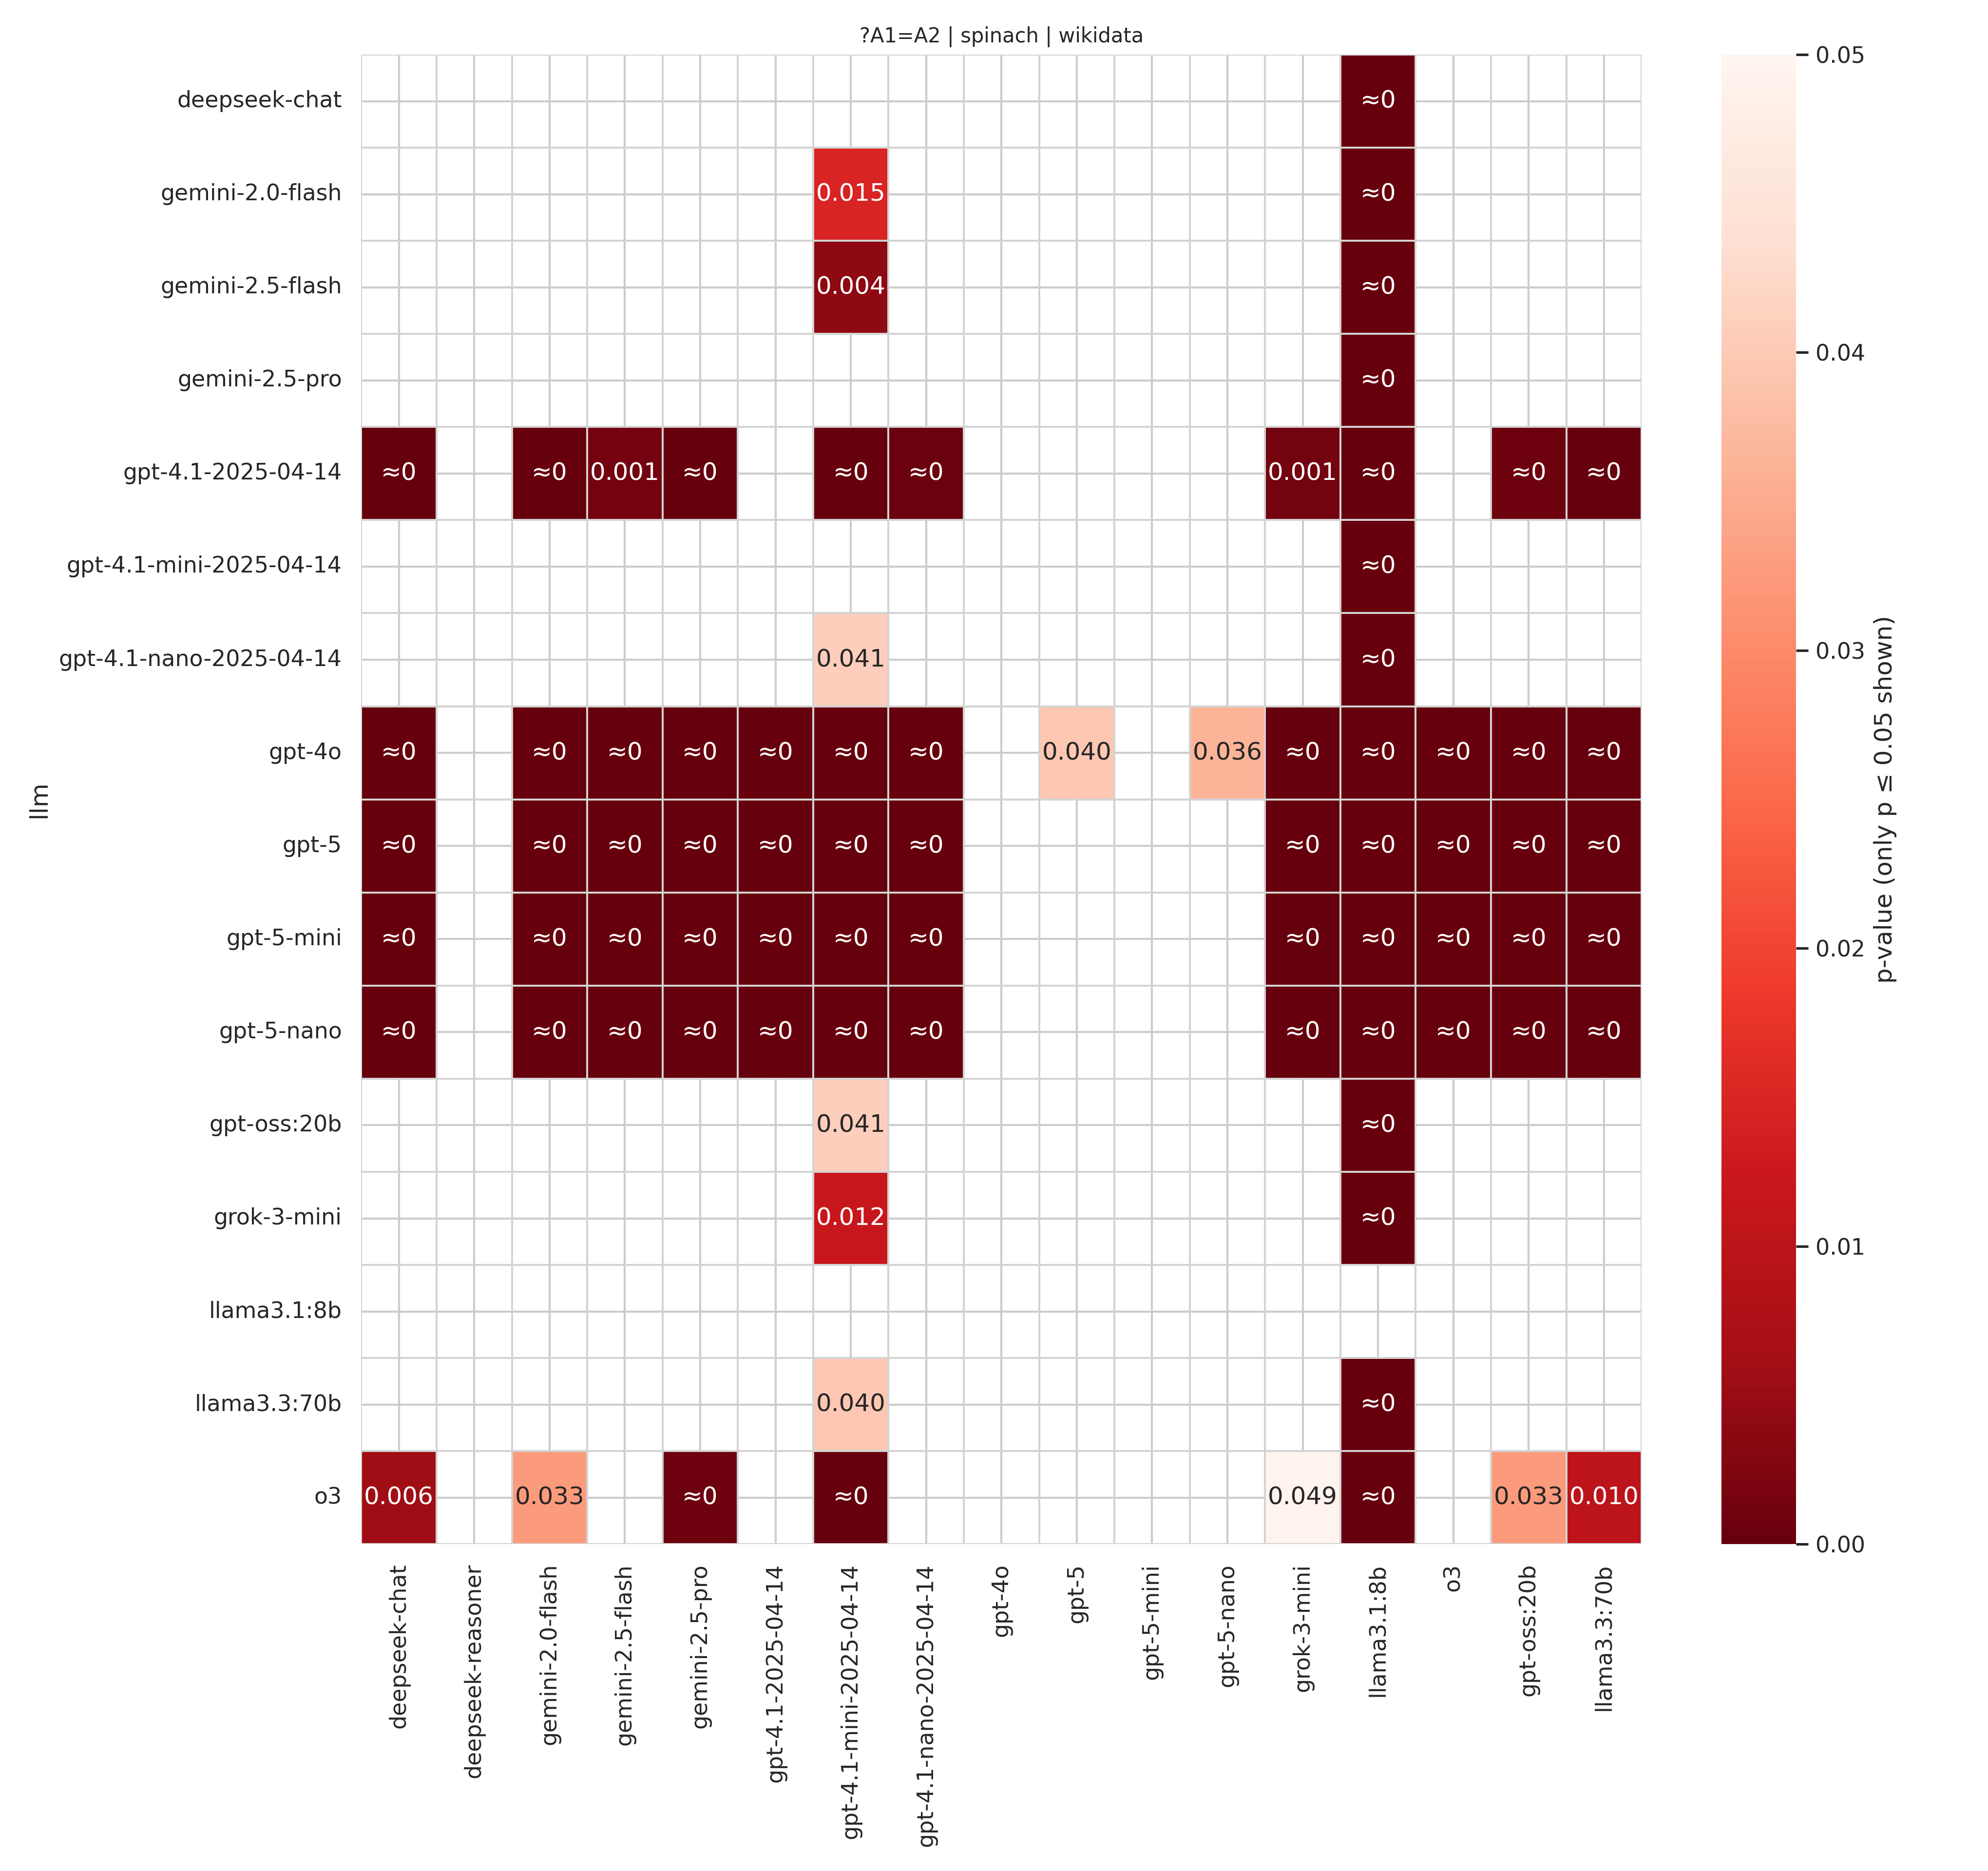 ?A1=A2 | spinach | wikidata
deepseek-chat ≈0
gemini-2.0-flash 0.015 ≈0
gemini-2.5-flash 0.004 ≈0
gemini-2.5-pro ≈0
gpt-4.1-2025-04-14 ≈0 ≈0 0.001 ≈0 ≈0 ≈0 0.001 ≈0 ≈0 ≈0
gpt-4.1-mini-2025-04-14 ≈0
gpt-4.1-nano-2025-04-14 0.041 ≈0
gpt-4o ≈0 ≈0 ≈0 ≈0 ≈0 ≈0 ≈0 0.040 0.036 ≈0 ≈0 ≈0 ≈0 ≈0
gpt-5 ≈0 ≈0 ≈0 ≈0 ≈0 ≈0 ≈0 ≈0 ≈0 ≈0 ≈0 ≈0
gpt-5-mini ≈0 ≈0 ≈0 ≈0 ≈0 ≈0 ≈0 ≈0 ≈0 ≈0 ≈0 ≈0
gpt-5-nano ≈0 ≈0 ≈0 ≈0 ≈0 ≈0 ≈0 ≈0 ≈0 ≈0 ≈0 ≈0
gpt-oss:20b 0.041 ≈0
grok-3-mini 0.012 ≈0
llama3.1:8b
llama3.3:70b 0.040 ≈0
o3 0.006 0.033 ≈0 ≈0 0.049 ≈0 0.033 0.010
llm
deepseek-chat
deepseek-reasoner
gemini-2.0-flash
gemini-2.5-flash
gemini-2.5-pro
gpt-4.1-2025-04-14
gpt-4.1-mini-2025-04-14
gpt-4.1-nano-2025-04-14
gpt-4o
gpt-5
gpt-5-mini
gpt-5-nano
grok-3-mini
llama3.1:8b
o3
gpt-oss:20b
llama3.3:70b
0.05
0.04
0.03
0.02
0.01
0.00
p-value (only p ≤ 0.05 shown)